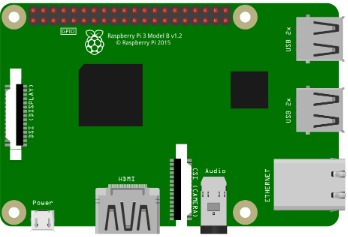 GPIO
Raspberry Pi 3 Model B v1.2
© Raspberry Pi 2015
USB 2x
DSI (DISPLAY)
USB 2x
HDMI
CSI (CAMERA)
Audio
ETHERNET
Power